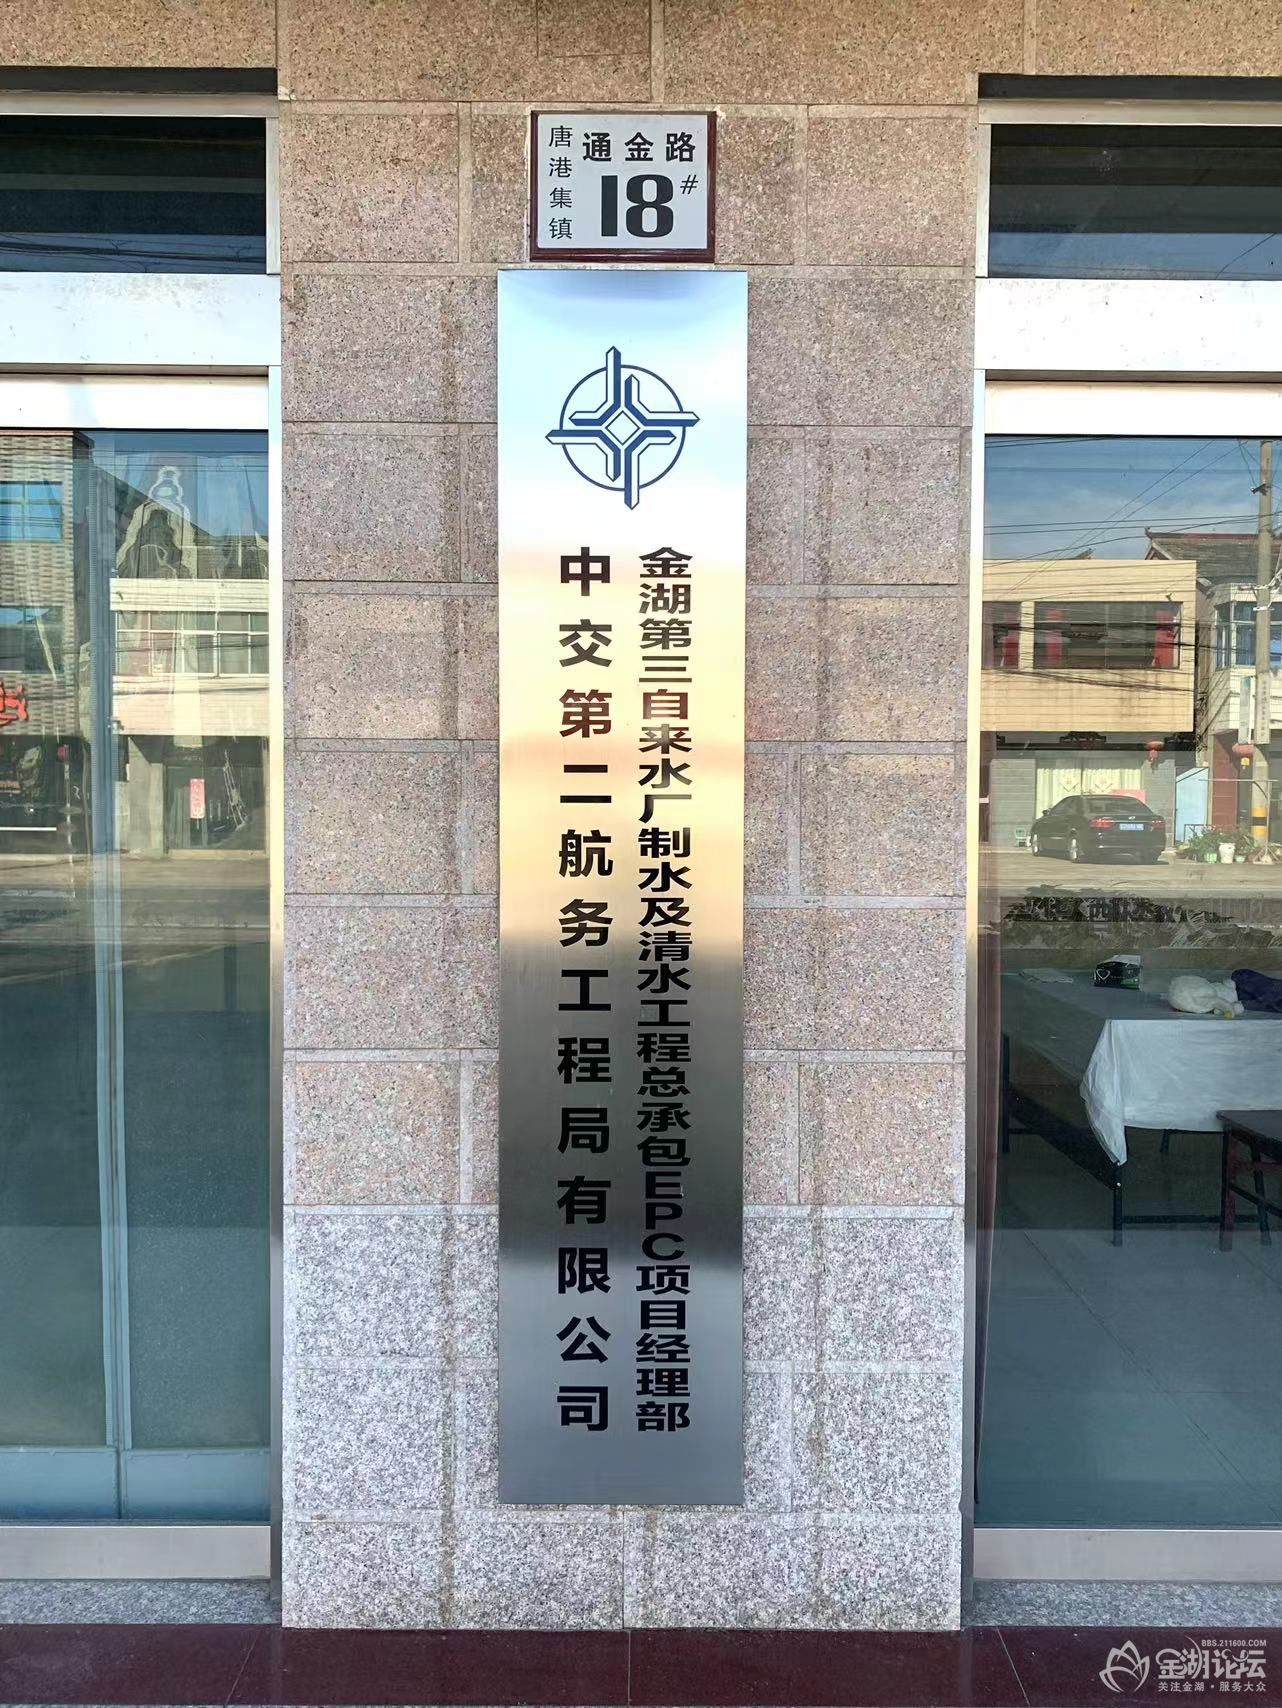 唐港集镇
通金路
18#
中交第二航务工程局有限公司
金湖第三自来水厂制水及清水工程总承包EPC项目经理部
BBS.211600.COM
金湖论坛
关注金湖·服务大众